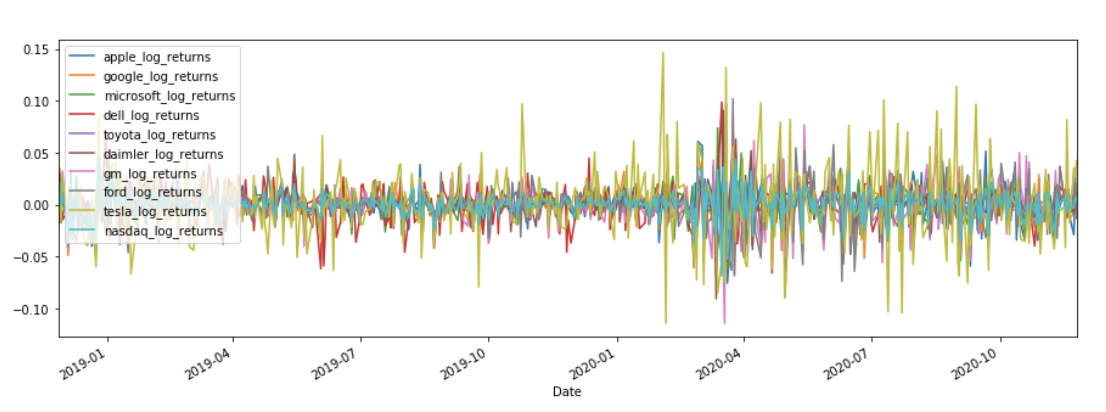 0.15
0.10
0.05
0.00
−0.05
−0.10
apple_log_returns
google_log_returns
microsoft_log_returns
dell_log_returns
toyota_log_returns
daimler_log_returns
gm_log_returns
ford_log_returns
tesla_log_returns
nasdaq_log_returns
2019-01
2019-04
2019-07
2019-10
2020-01
2020-04
2020-07
2020-10
Date